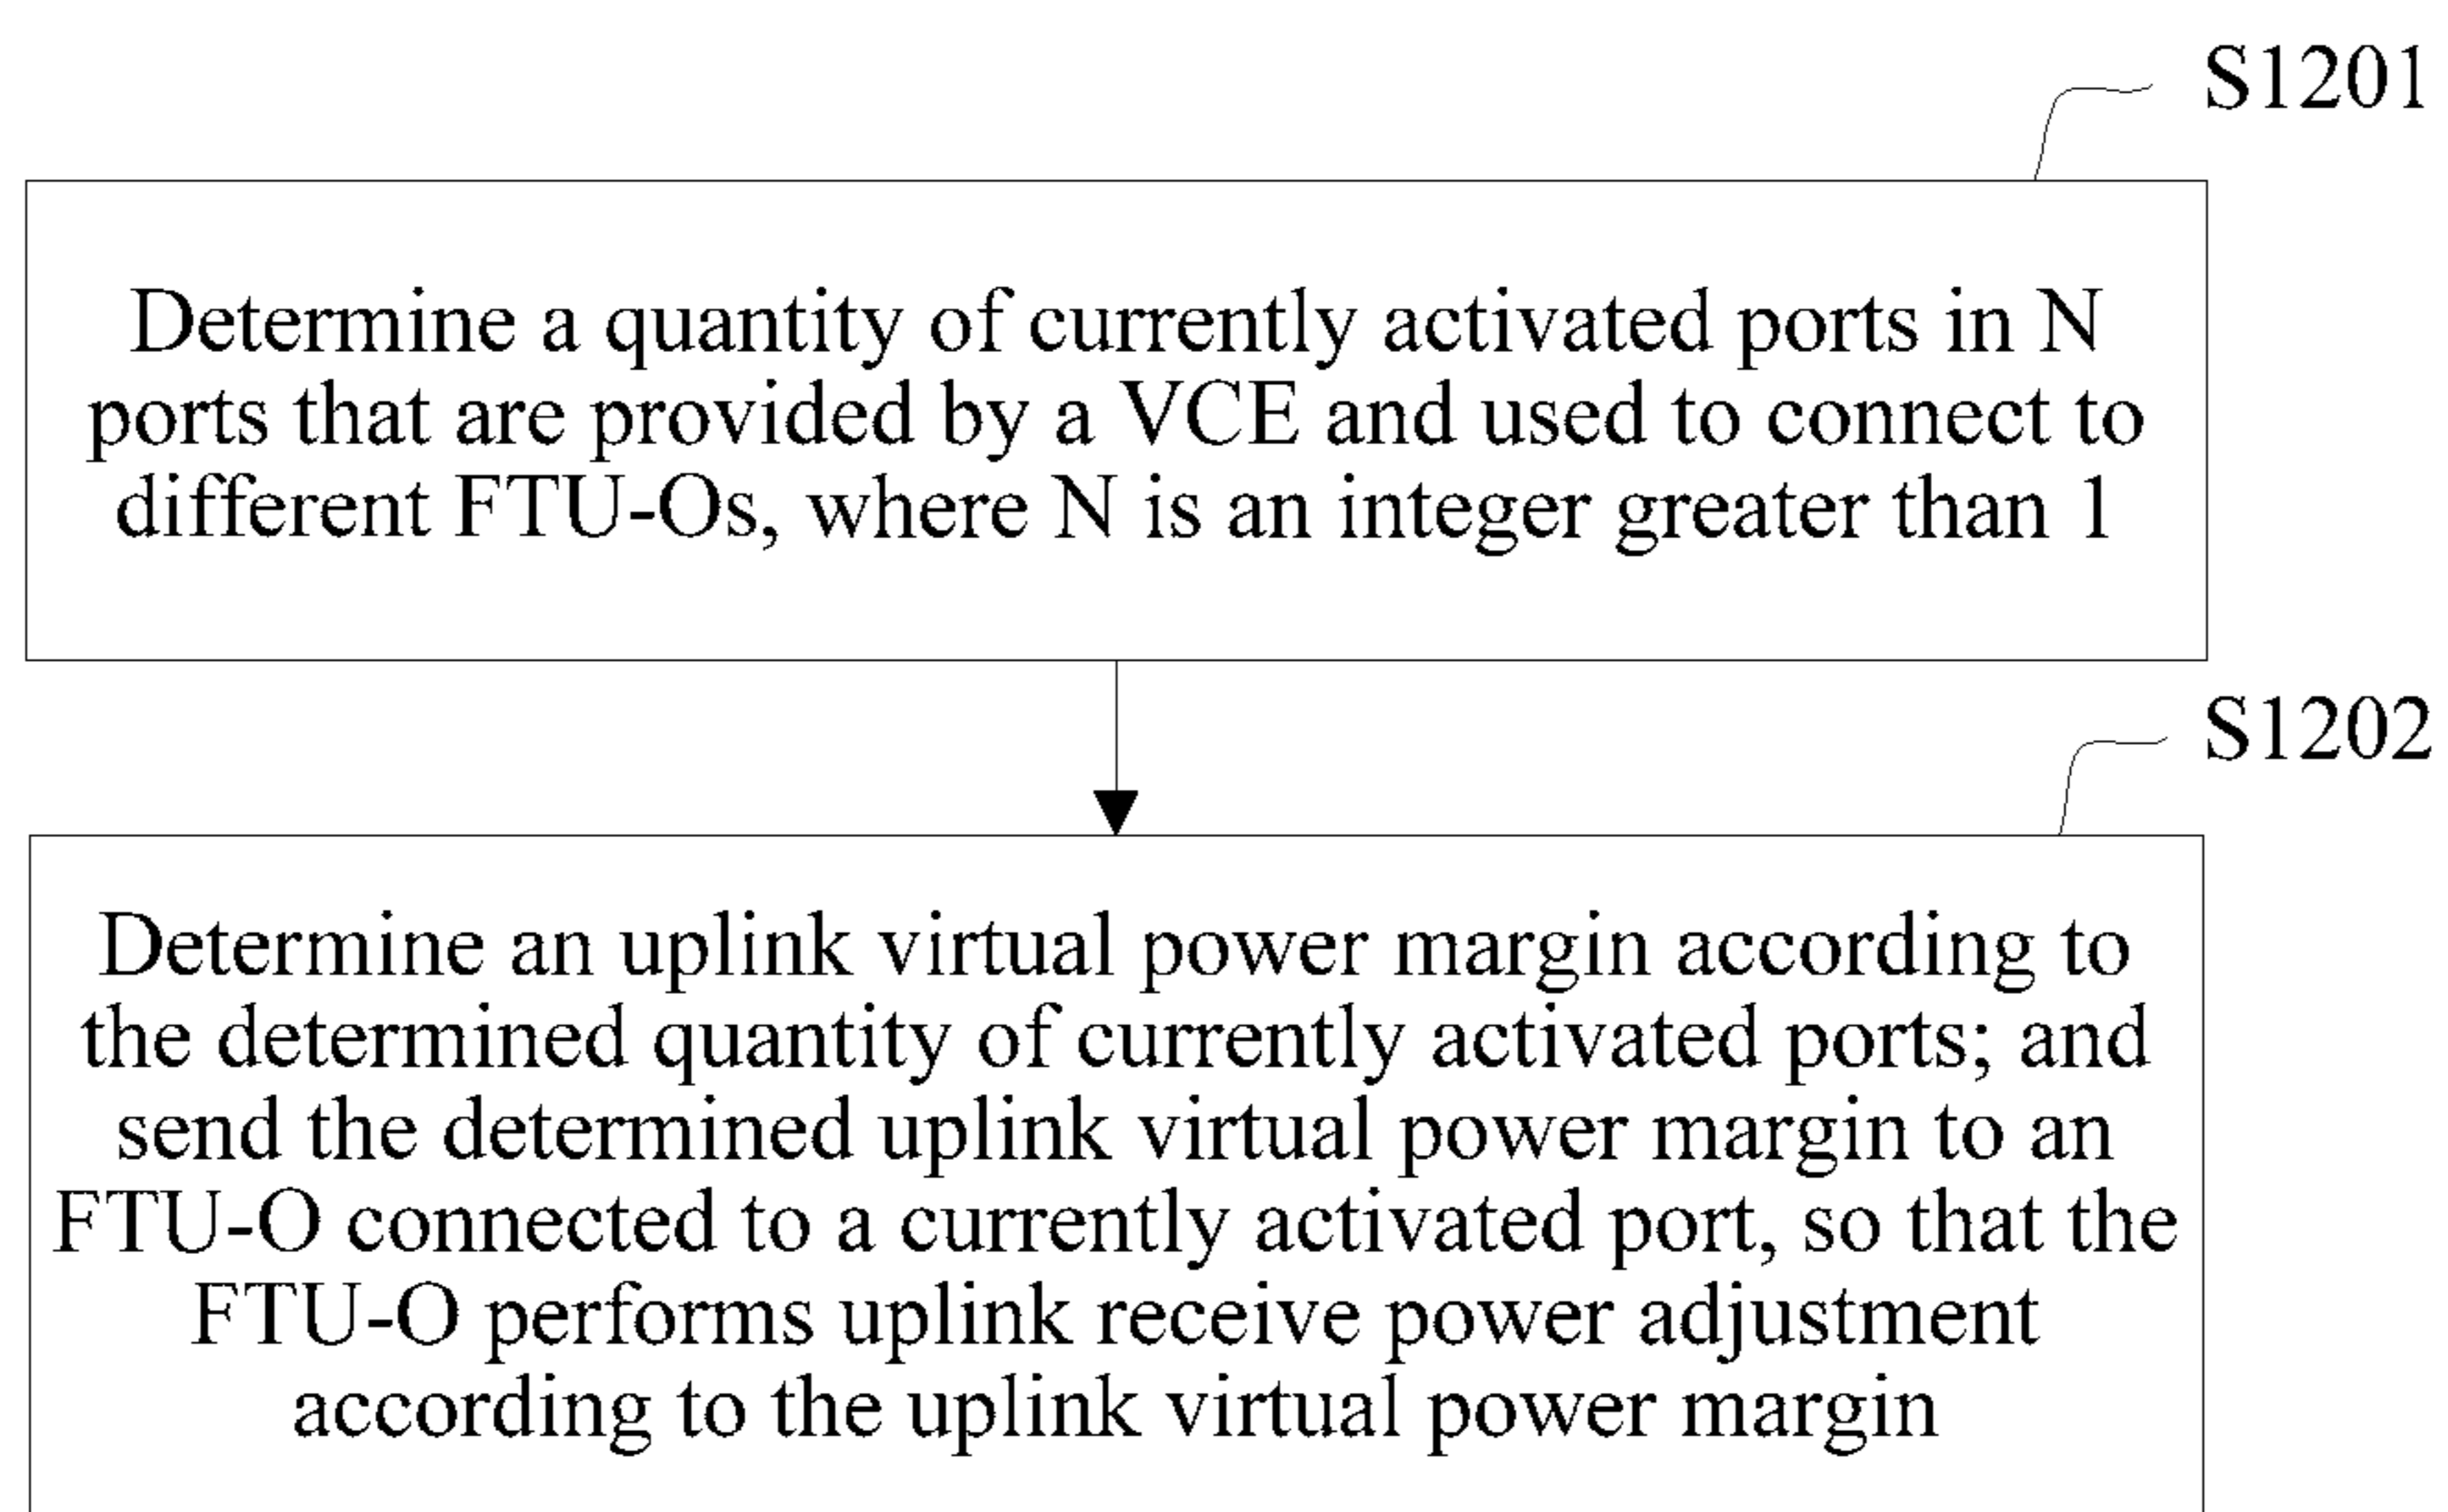 S1201
Determine a quantity of currently activated ports in N
ports that are provided by a VCE and used to connect to
different FTU-Os, where N is an integer greater than 1
S1202
Determine an uplink virtual power margin according to
the determined quantity of currently activated ports; and
send the determined uplink virtual power margin to an
FTU-O connected to a currently activated port, so that the
FTU-O performs uplink receive power adjustment
according to the uplink virtual power margin